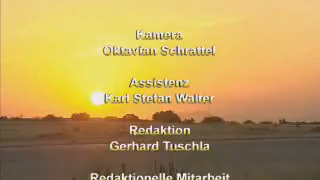 Kamera
Oktavian Schrattel
Assistenz
Karl Stefan Walter
Redaktion
Gerhard Tuschla
Redaktionelle Mitarbeit